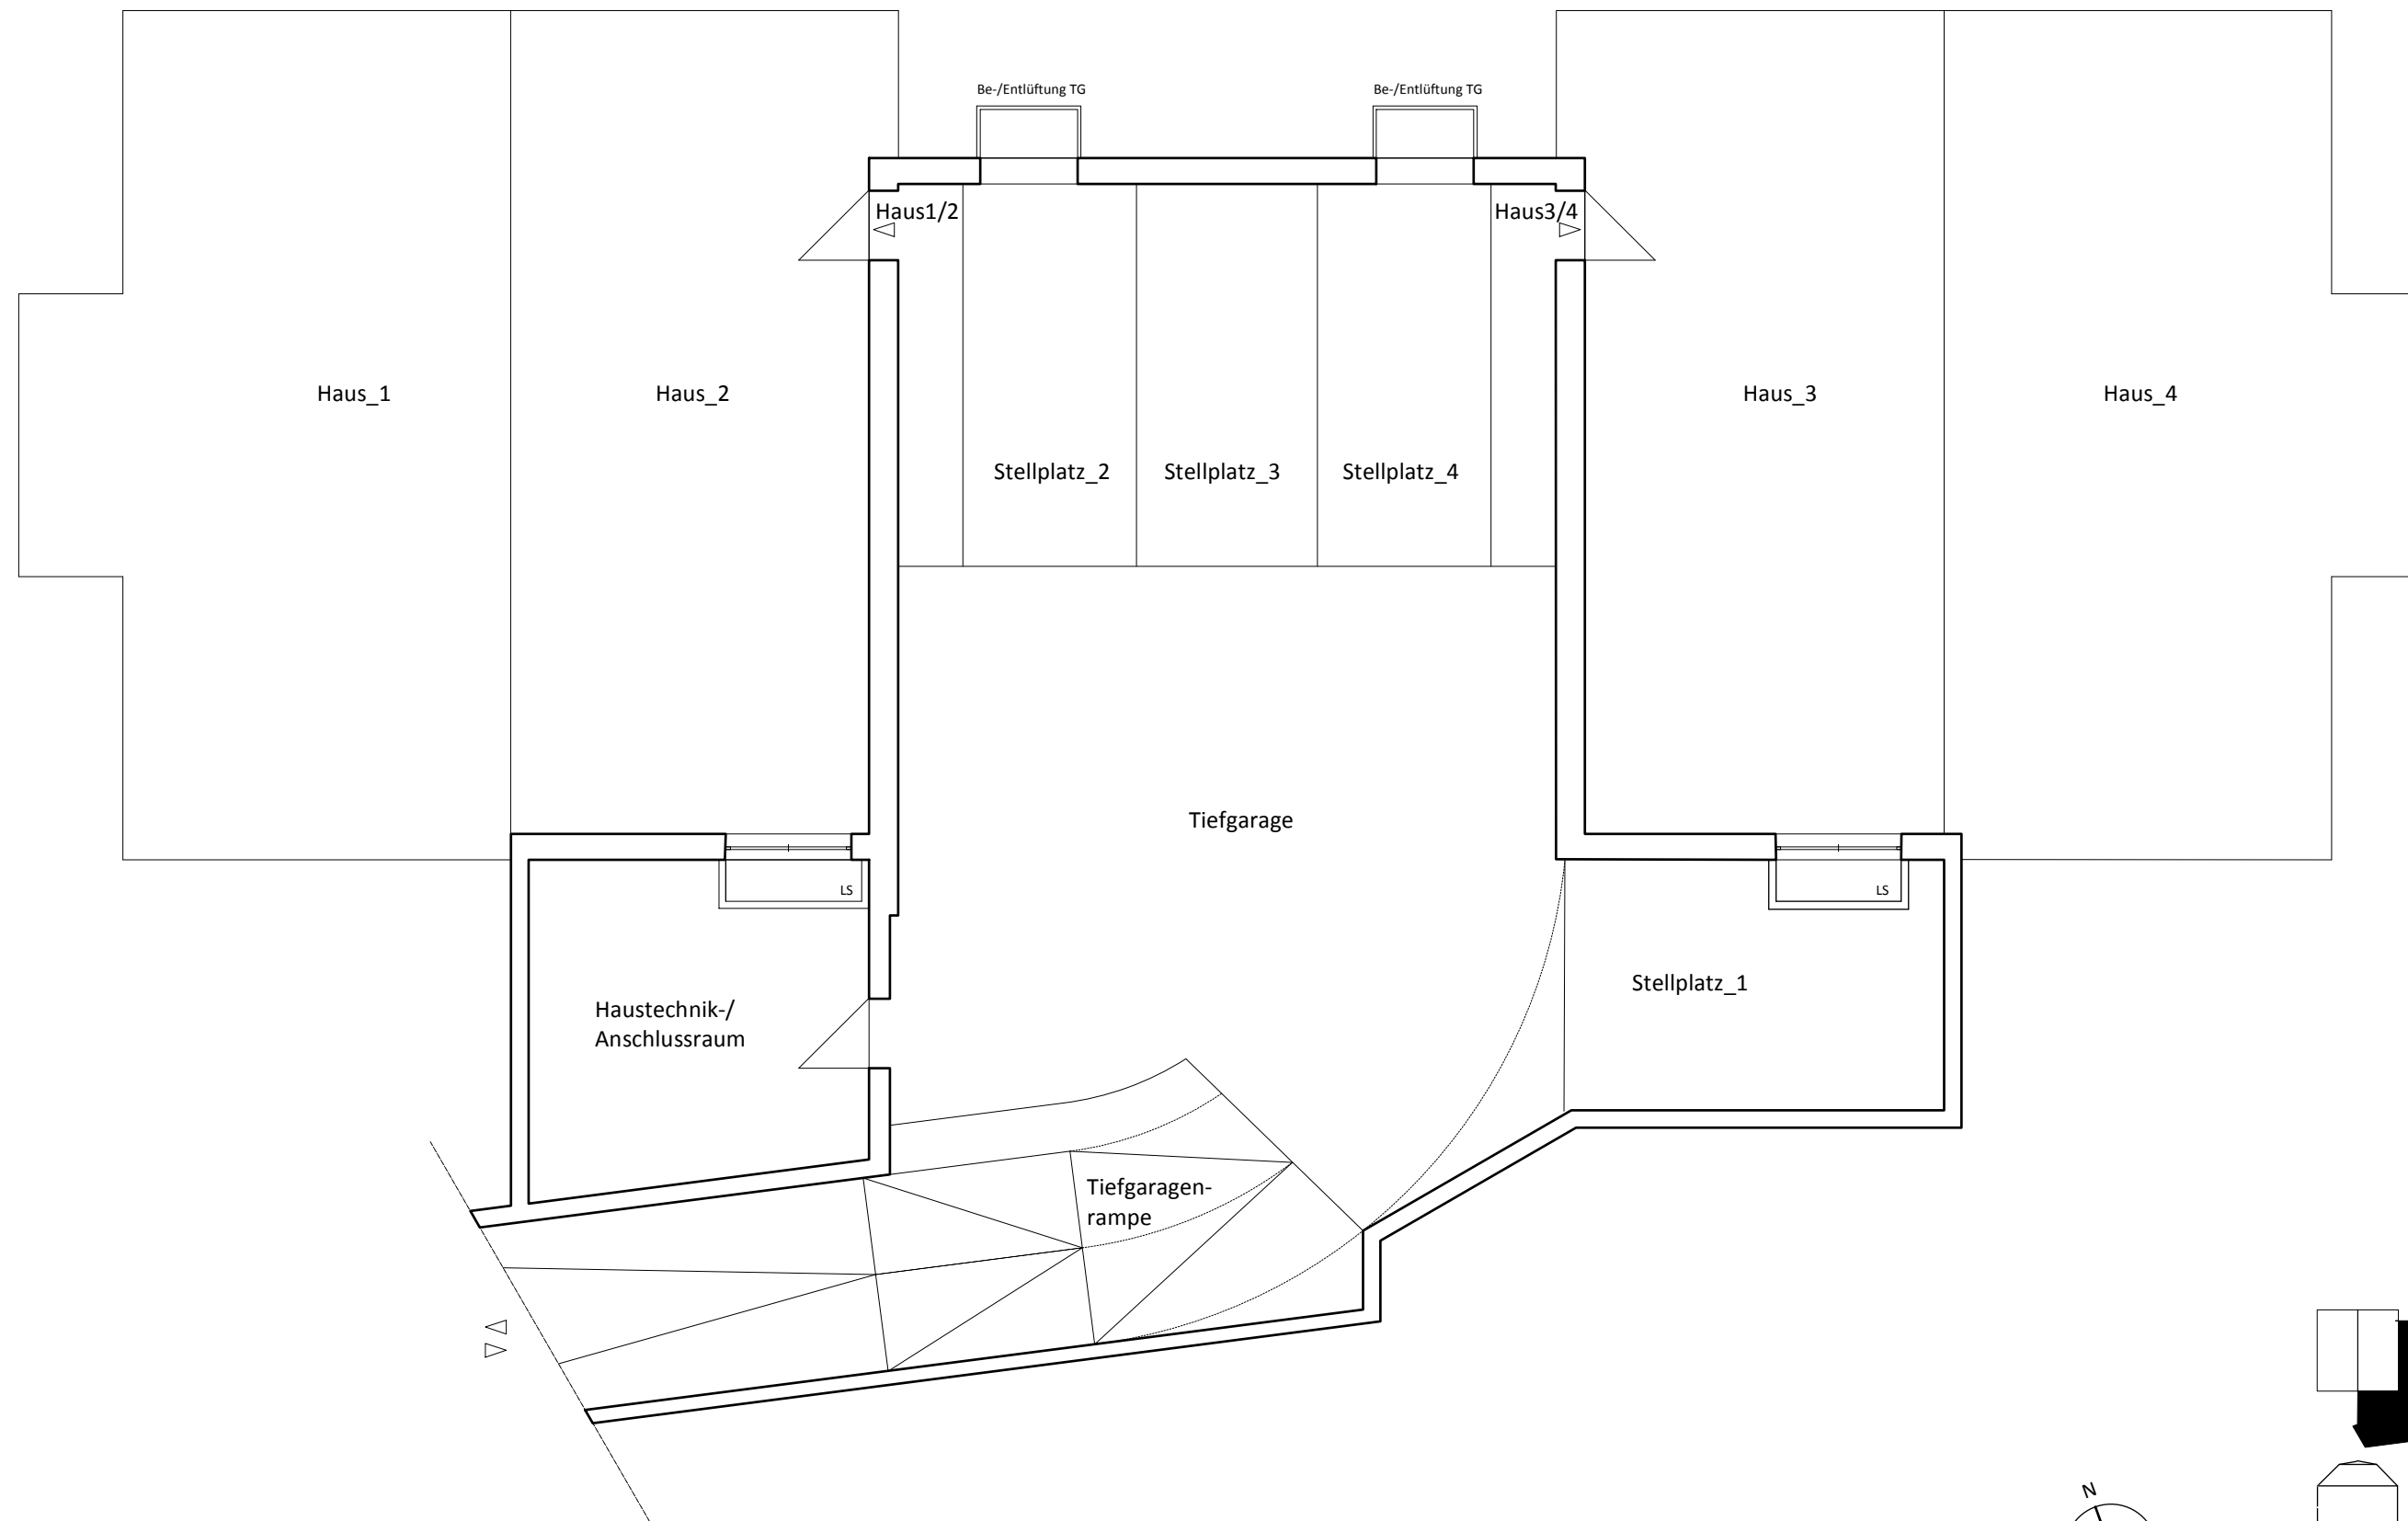 Be-/Entlüftung TG
Be-/Entlüftung TG
Haus1/2
Haus3/4
Haus_1
Haus_2
Haus_3
Haus_4
Stellplatz_2
Stellplatz_3
Stellplatz_4
Tiefgarage
LS
LS
Stellplatz_1
Haustechnik-/
Anschlussraum
Tiefgaragen-
rampe
N